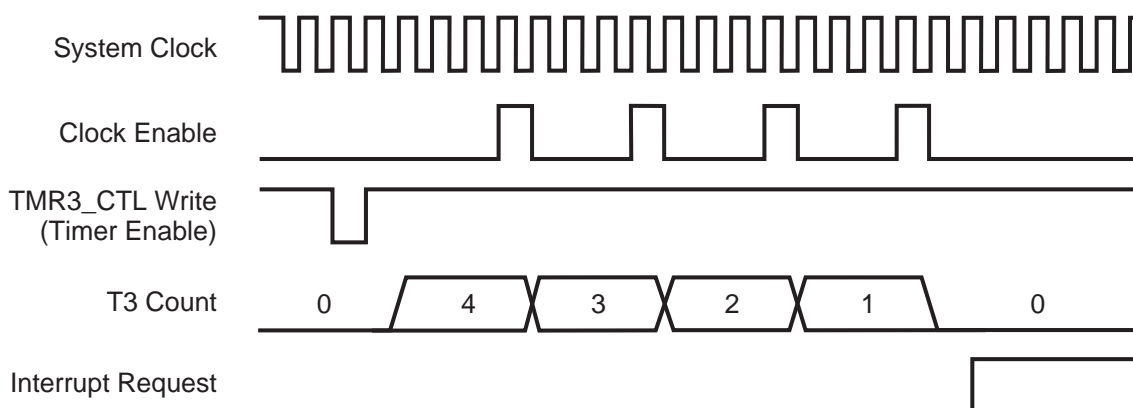 System Clock
Clock Enable
TMR3_CTL Write
(Timer Enable)
T3 Count
0 4 3 2 1 0
Interrupt Request